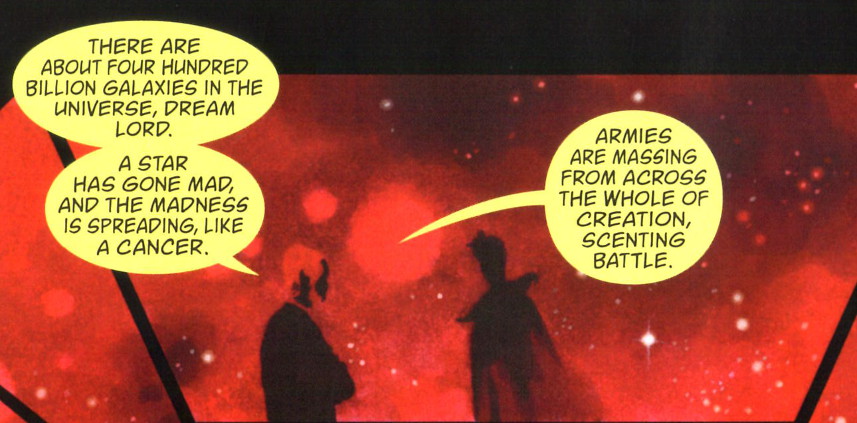 THERE ARE
ABOUT FOUR HUNDRED
BILLION GALAXIES IN THE
UNIVERSE, DREAM
LORD.
A STAR
HAS GONE MAD,
AND THE MADNESS
IS SPREADING, LIKE
A CANCER.
ARMIES
ARE MASSING
FROM ACROSS
THE WHOLE OF
CREATION,
SCENTING
BATTLE.